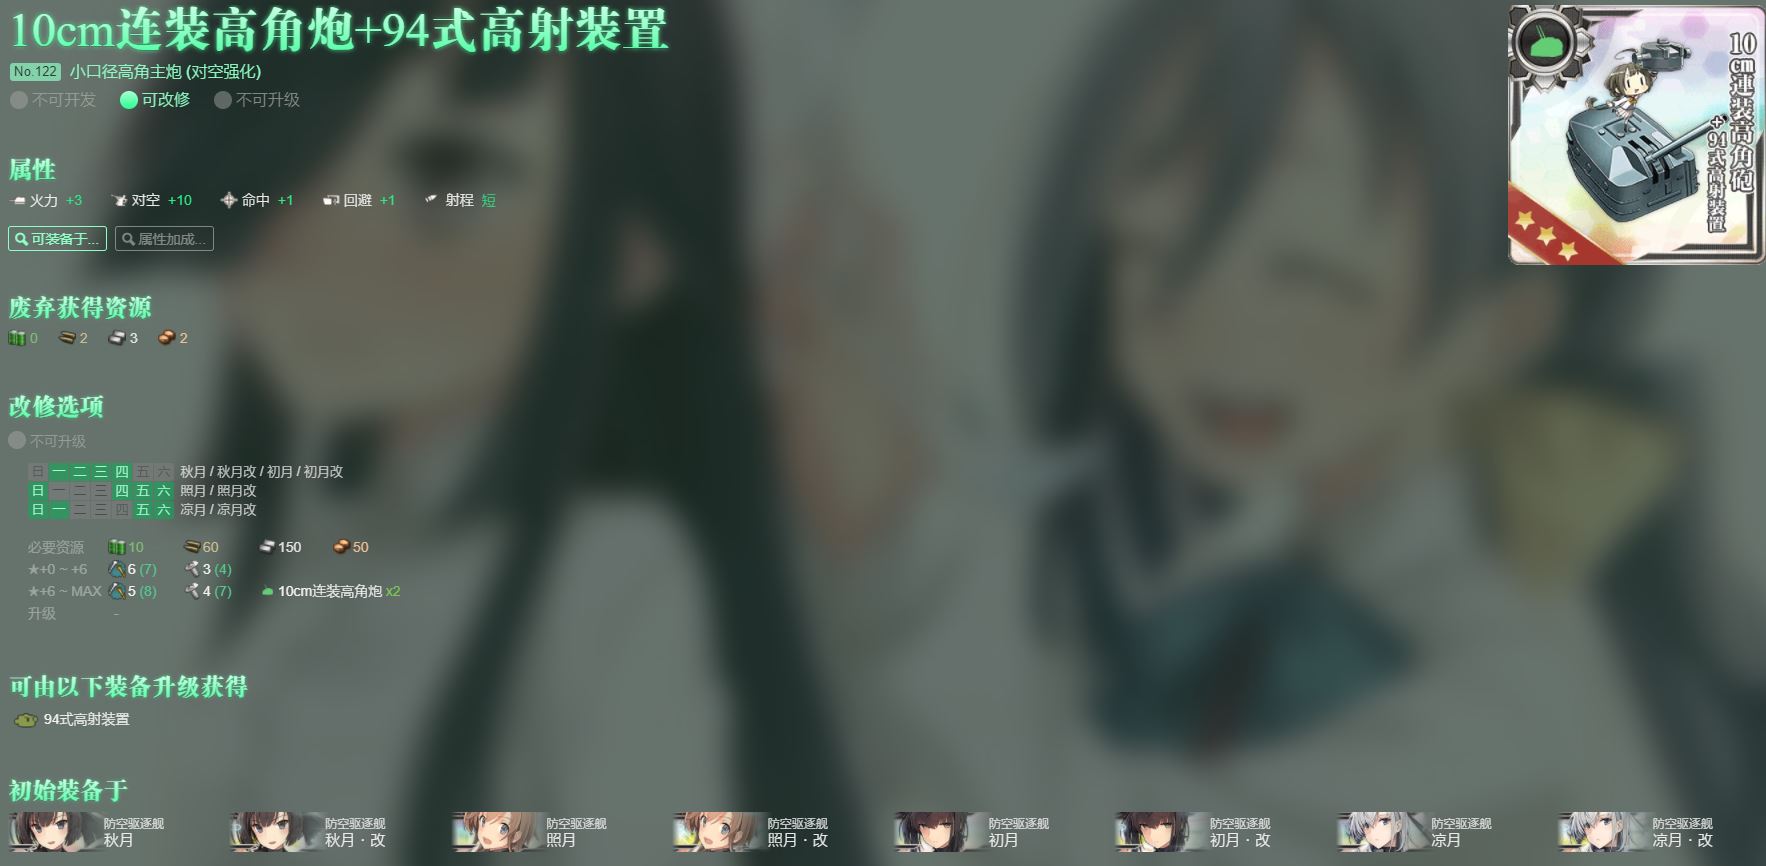 10cm连装高角炮+94式高射装置
No.122 小口径高角主炮 (对空强化)
不可开发 可改修 不可升级
10cm連装高角砲
+94式高射装置
属性
火力 +3 对空 +10 命中 +1 回避 +1 射程 短
可装备于... 属性加成...
废弃获得资源
0 2 3 2
改修选项
不可升级
日 一 二 三 四 五 六 秋月 / 秋月改 / 初月 / 初月改
日 一 二 三 四 五 六 照月 / 照月改
日 一 二 三 四 五 六 凉月 / 凉月改
必要资源 10 60 150 50
★+0 ~ +6 6 (7) 3 (4)
★+6 ~ MAX 5 (8) 4 (7) 10cm连装高角炮 x2
升级 -
可由以下装备升级获得
94式高射装置
初始装备于
防空驱逐舰 防空驱逐舰 防空驱逐舰 防空驱逐舰 防空驱逐舰 防空驱逐舰 防空驱逐舰 防空驱逐舰
秋月 秋月 · 改 照月 照月 · 改 初月 初月 · 改 凉月 凉月 · 改